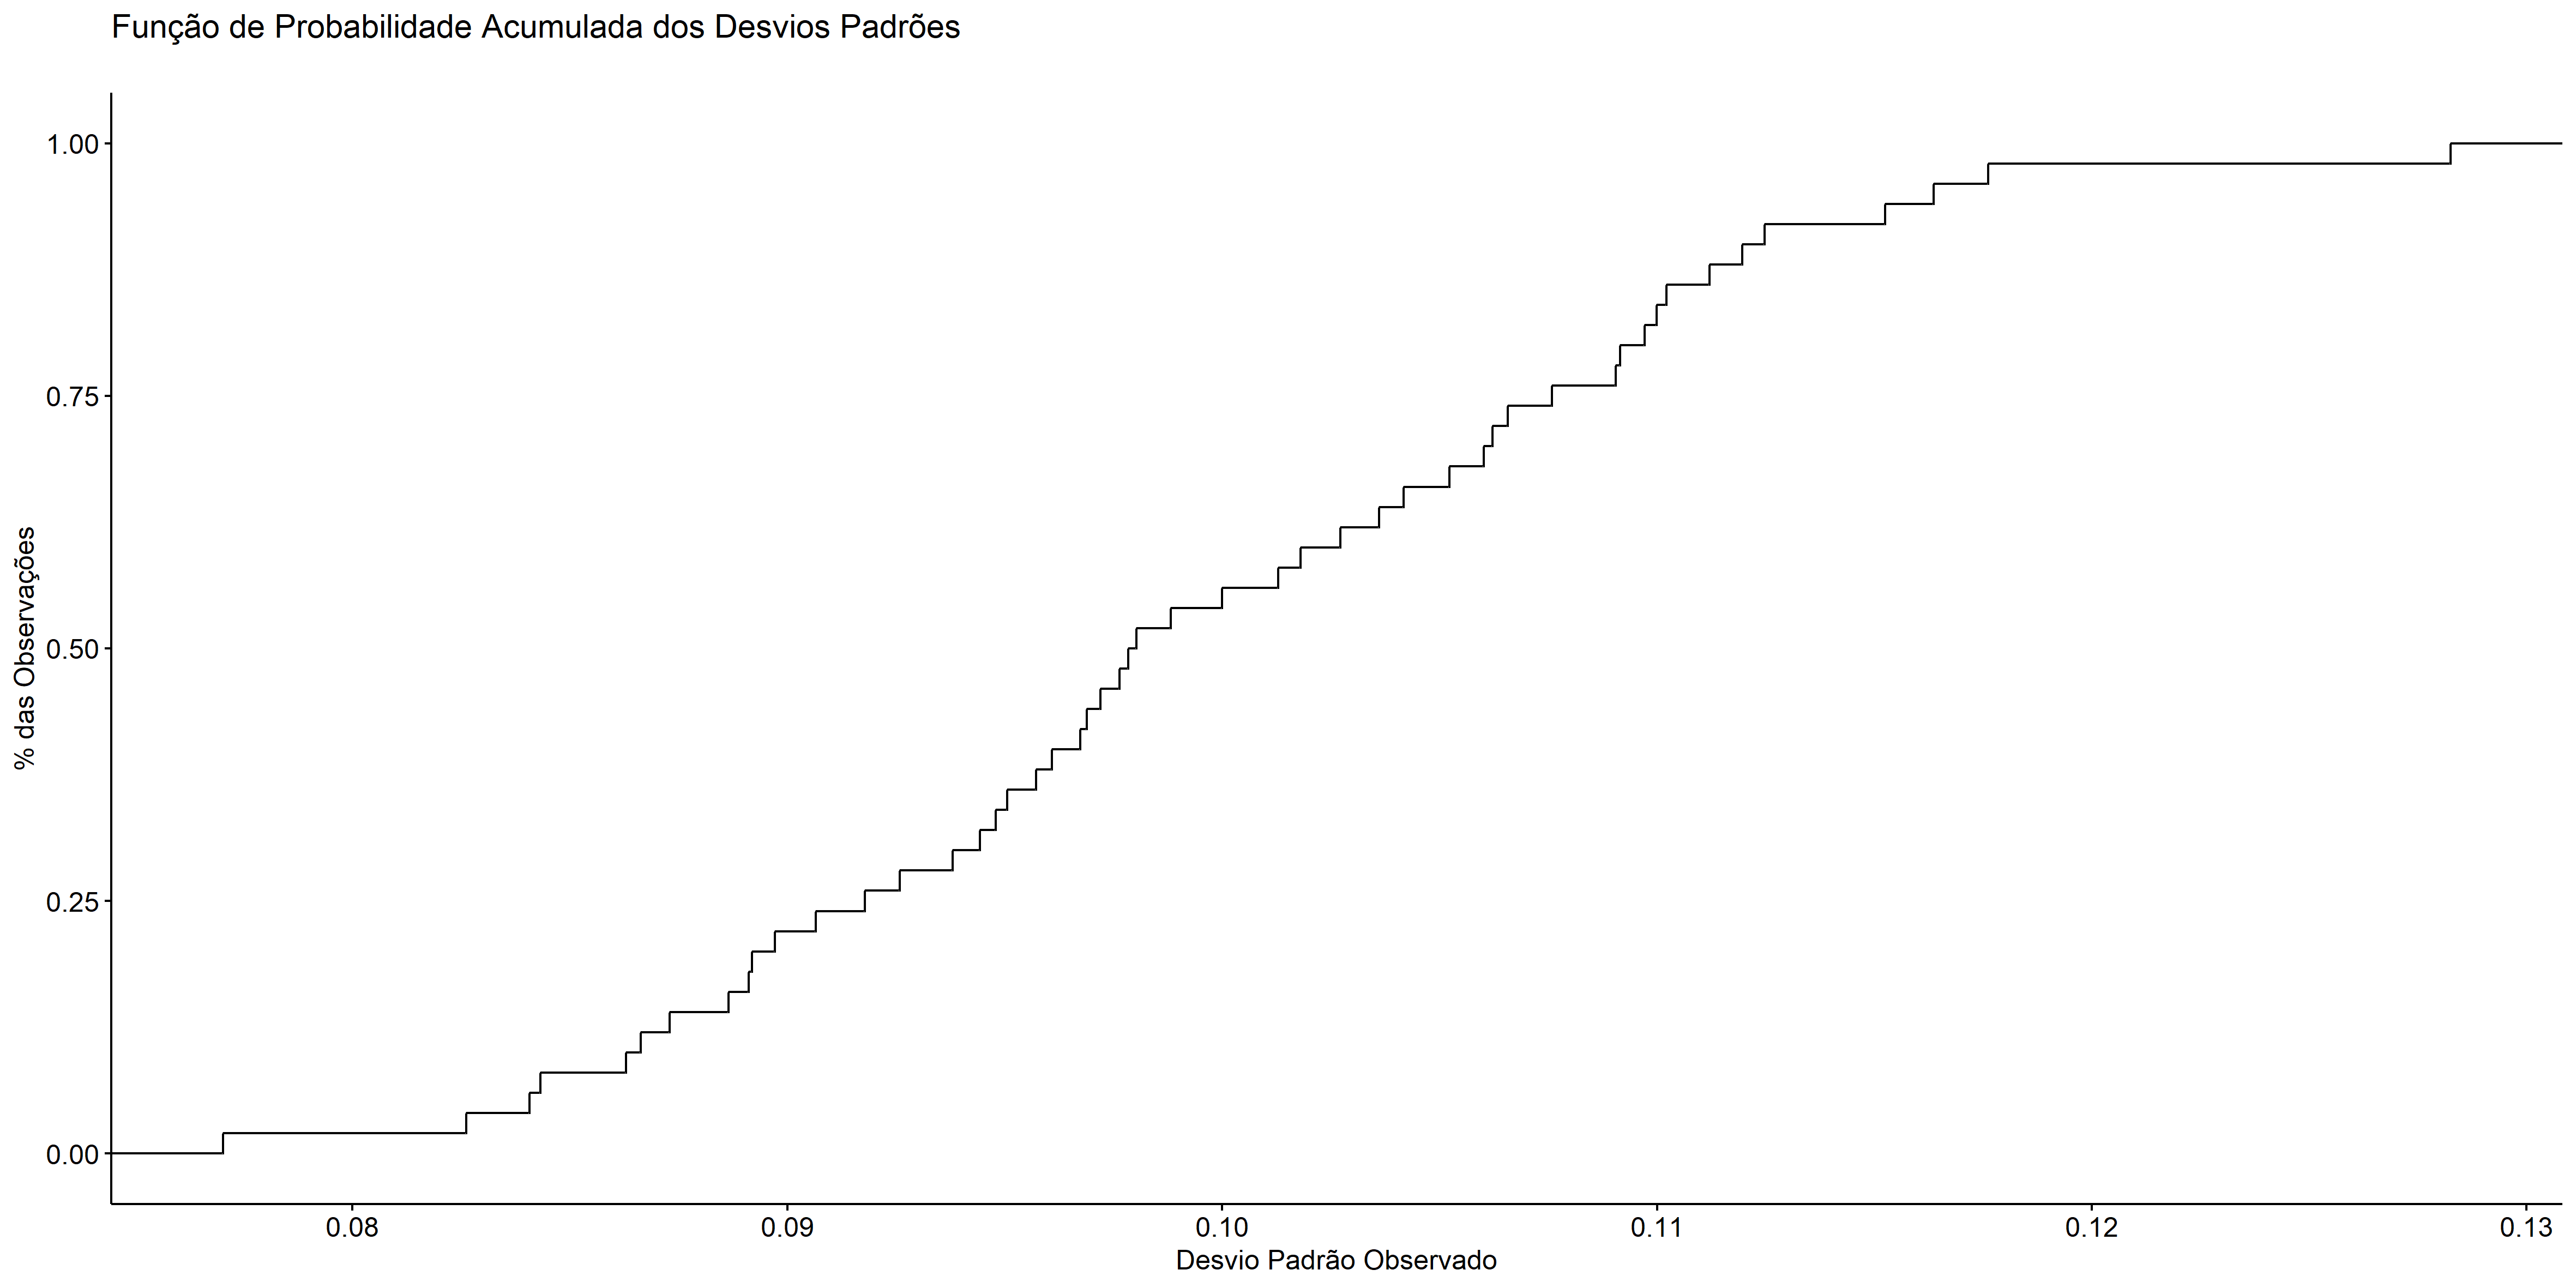 Função de Probabilidade Acumulada dos Desvios Padrões
1.00
0.75
0.50
0.25
0.00
% das Observações
0.08 0.09 0.10 0.11 0.12 0.13
Desvio Padrão Observado